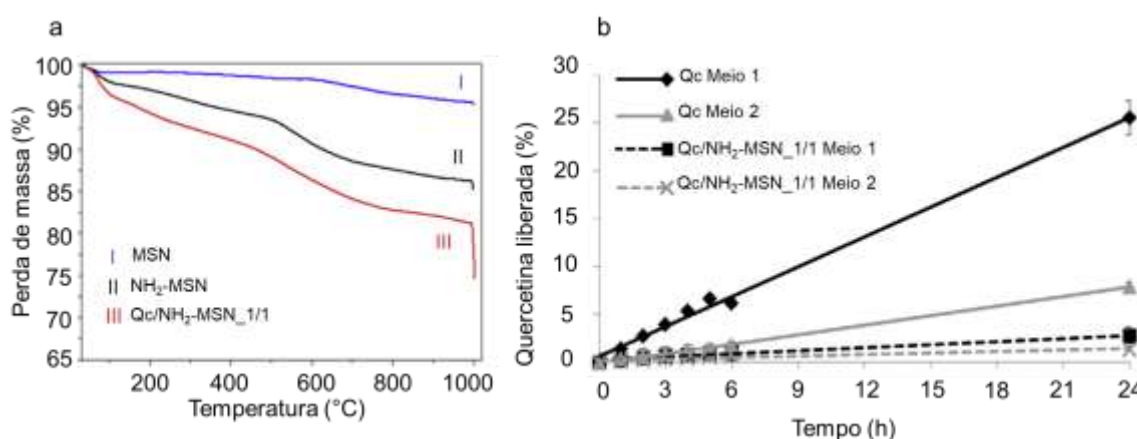 a
Perda de massa (%)
100
95
90
85
80
75
70
65
I
II
III
I MSN
II NH₂-MSN
III Qc/NH₂-MSN_1/1
200 400 600 800 1000
Temperatura (°C)
b
Quercetina liberada (%)
30
25
20
15
10
5
0
Qc Meio 1
Qc Meio 2
Qc/NH₂-MSN_1/1 Meio 1
Qc/NH₂-MSN_1/1 Meio 2
0 3 6 9 12 15 18 21 24
Tempo (h)